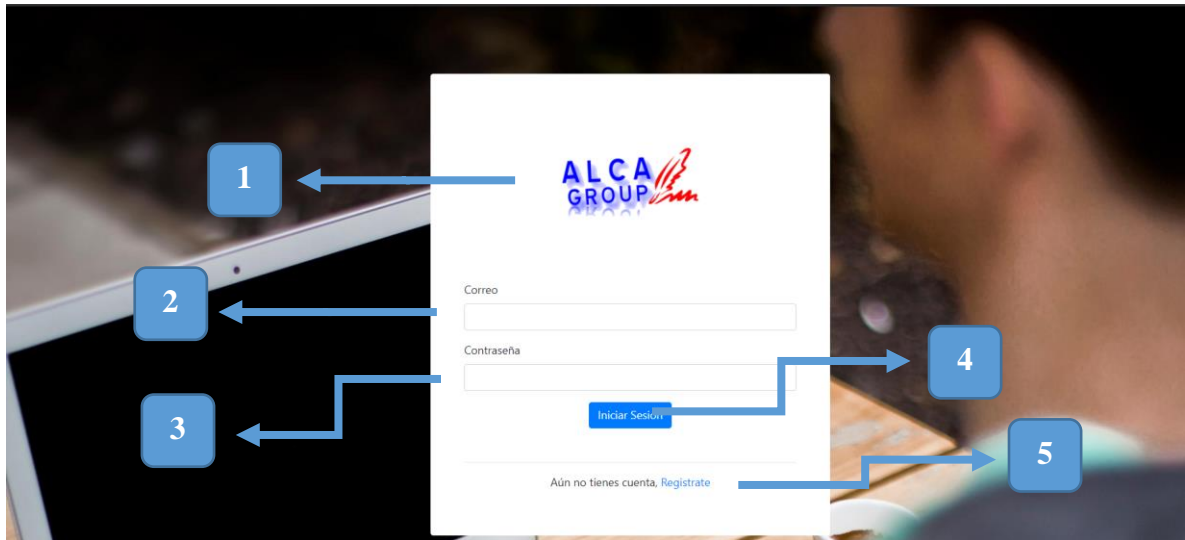 1
ALCA
GROUP
2
Correo
Contraseña
3
4
Iniciar Sesión
5
Aún no tienes cuenta, Registrate